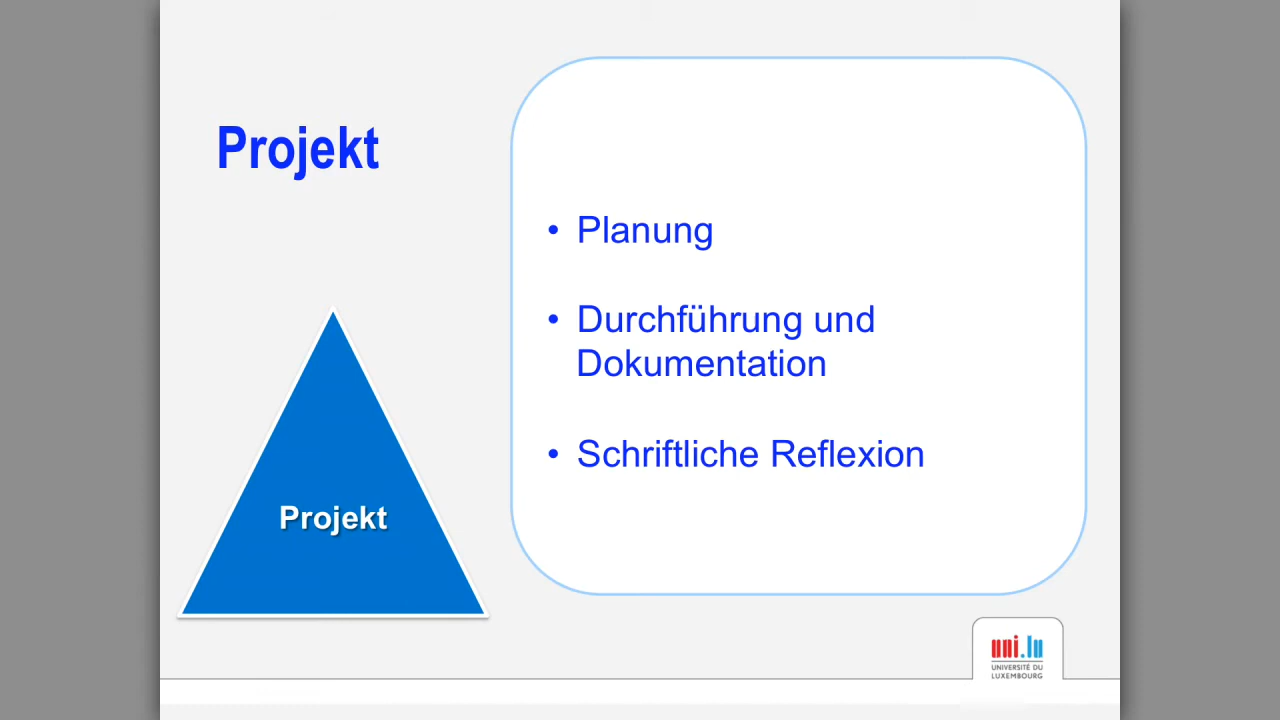 Projekt
• Planung
• Durchführung und
Dokumentation
• Schriftliche Reflexion
Projekt
uni.lu
UNIVERSITÉ DU
LUXEMBOURG